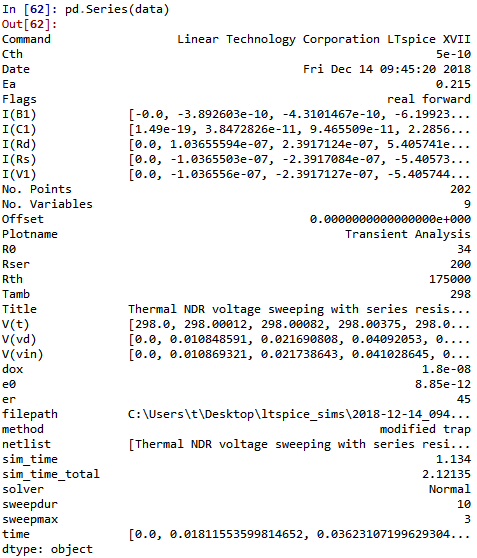 In [62]: pd.Series(data)
Out[62]:
Command Linear Technology Corporation LTspice XVII
Cth 5e-10
Date Fri Dec 14 09:45:20 2018
Ea 0.215
Flags real forward
I(B1) [-0.0, -3.892603e-10, -4.3101467e-10, -6.19923...
I(C1) [1.49e-19, 3.8472826e-11, 9.465509e-11, 2.2856...
I(Rd) [0.0, 1.03655594e-07, 2.3917124e-07, 5.405741e...
I(Rs) [0.0, -1.0365503e-07, -2.3917084e-07, -5.40573...
I(V1) [0.0, -1.036556e-07, -2.3917127e-07, -5.405744...
No. Points 202
No. Variables 9
Offset 0.0000000000000000e+000
Plotname Transient Analysis
R0 34
Rser 200
Rth 175000
Tamb 298
Title Thermal NDR voltage sweeping with series resis...
V(t) [298.0, 298.00012, 298.00082, 298.00375, 298.0...
V(vd) [0.0, 0.010848591, 0.021690808, 0.04092053, 0....
V(vin) [0.0, 0.010869321, 0.021738643, 0.041028645, 0...
dox 1.8e-08
e0 8.85e-12
er 45
filepath C:\Users\t\Desktop\ltspice_sims\2018-12-14_094...
method modified trap
netlist [Thermal NDR voltage sweeping with series resi...
sim_time 1.134
sim_time_total 2.12135
solver Normal
sweepdur 10
sweepmax 3
time [0.0, 0.01811553599814652, 0.03623107199629304...
dtype: object